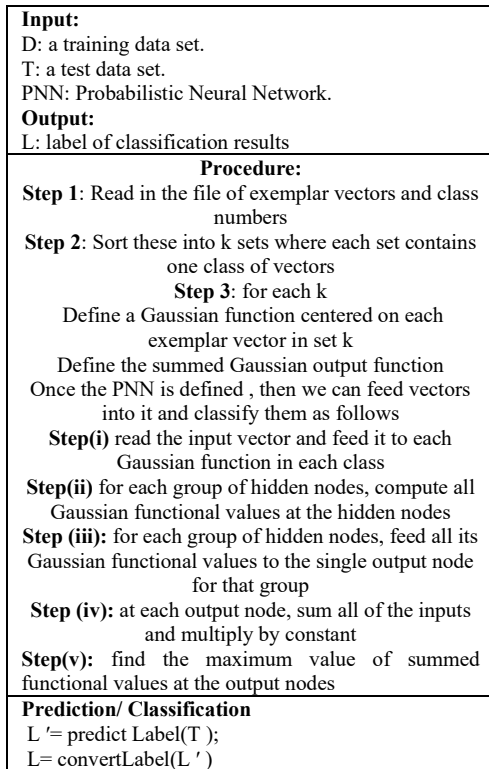 Input:
D: a training data set.
T: a test data set.
PNN: Probabilistic Neural Network.
Output:
L: label of classification results
Procedure:
Step 1: Read in the file of exemplar vectors and class
numbers
Step 2: Sort these into k sets where each set contains
one class of vectors
Step 3: for each k
Define a Gaussian function centered on each
exemplar vector in set k
Define the summed Gaussian output function
Once the PNN is defined , then we can feed vectors
into it and classify them as follows
Step(i) read the input vector and feed it to each
Gaussian function in each class
Step(ii) for each group of hidden nodes, compute all
Gaussian functional values at the hidden nodes
Step (iii): for each group of hidden nodes, feed all its
Gaussian functional values to the single output node
for that group
Step (iv): at each output node, sum all of the inputs
and multiply by constant
Step(v): find the maximum value of summed
functional values at the output nodes
Prediction/ Classification
L ′= predict Label(T );
L= convertLabel(L ′ )